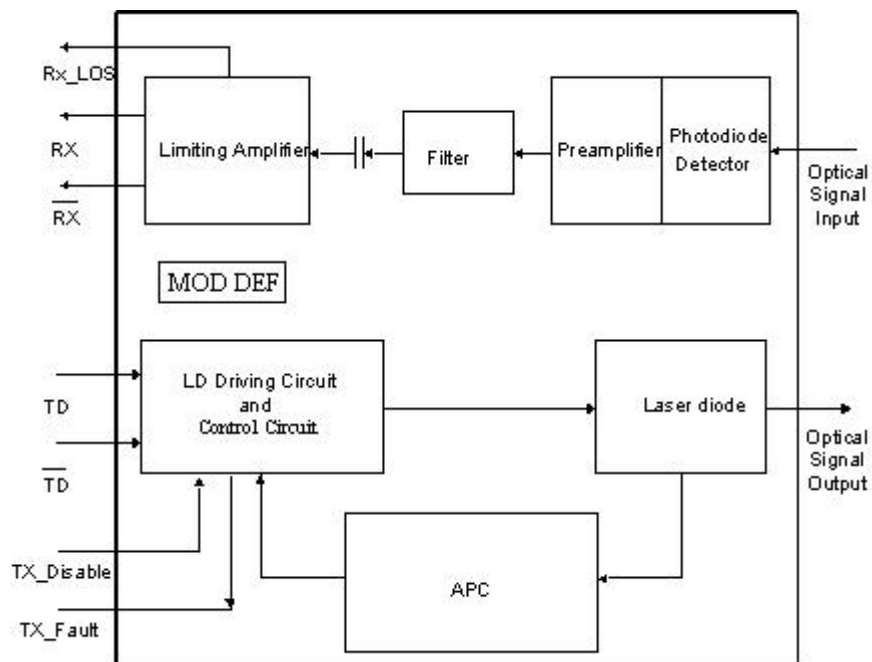 Rx_LOS
RX
RX
Limiting Amplifier
Filter
Preamplifier
Photodiode
Detector
Optical
Signal
Input
MOD DEF
TD
TD
LD Driving Circuit
and
Control Circuit
Laser diode
Optical
Signal
Output
TX_Disable
TX_Fault
APC